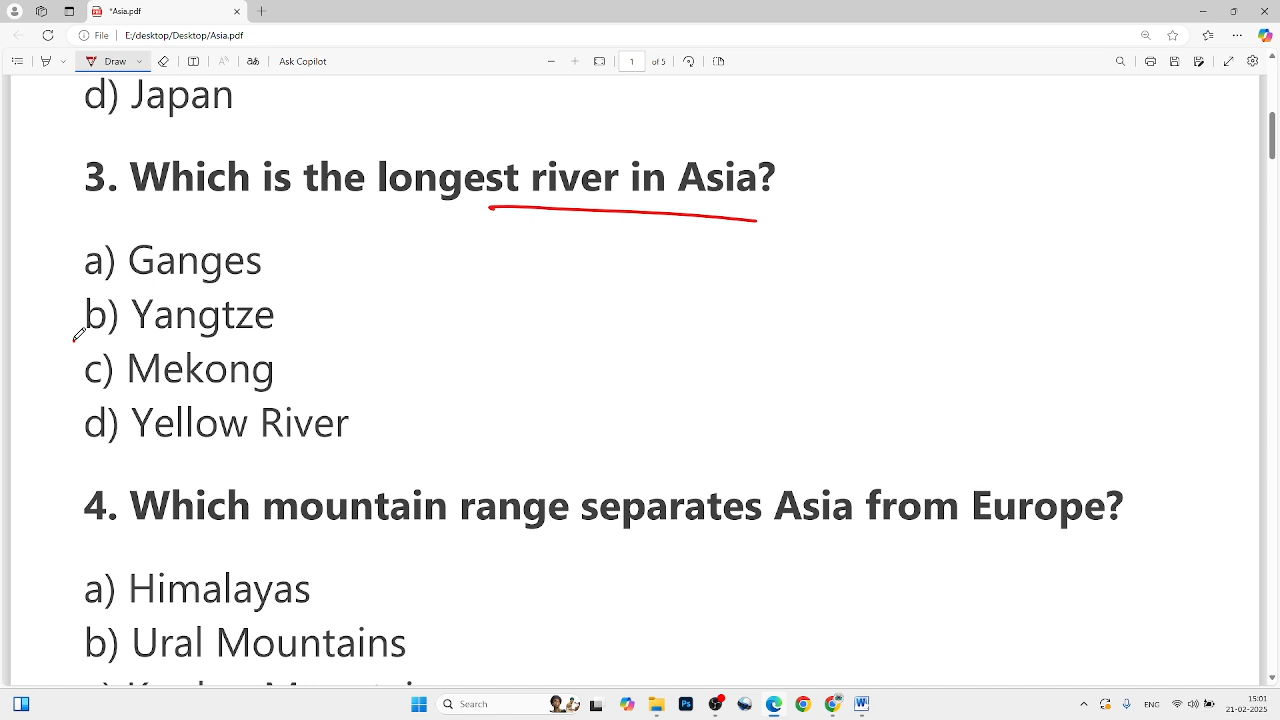 *Asia.pdf
File
E:/desktop/Desktop/Asia.pdf
Draw
Ask Copilot
1
of 5
d) Japan
3. Which is the longest river in Asia?
a) Ganges
b) Yangtze
c) Mekong
d) Yellow River
4. Which mountain range separates Asia from Europe?
a) Himalayas
b) Ural Mountains
Search
ENG
15:01
21-02-2025